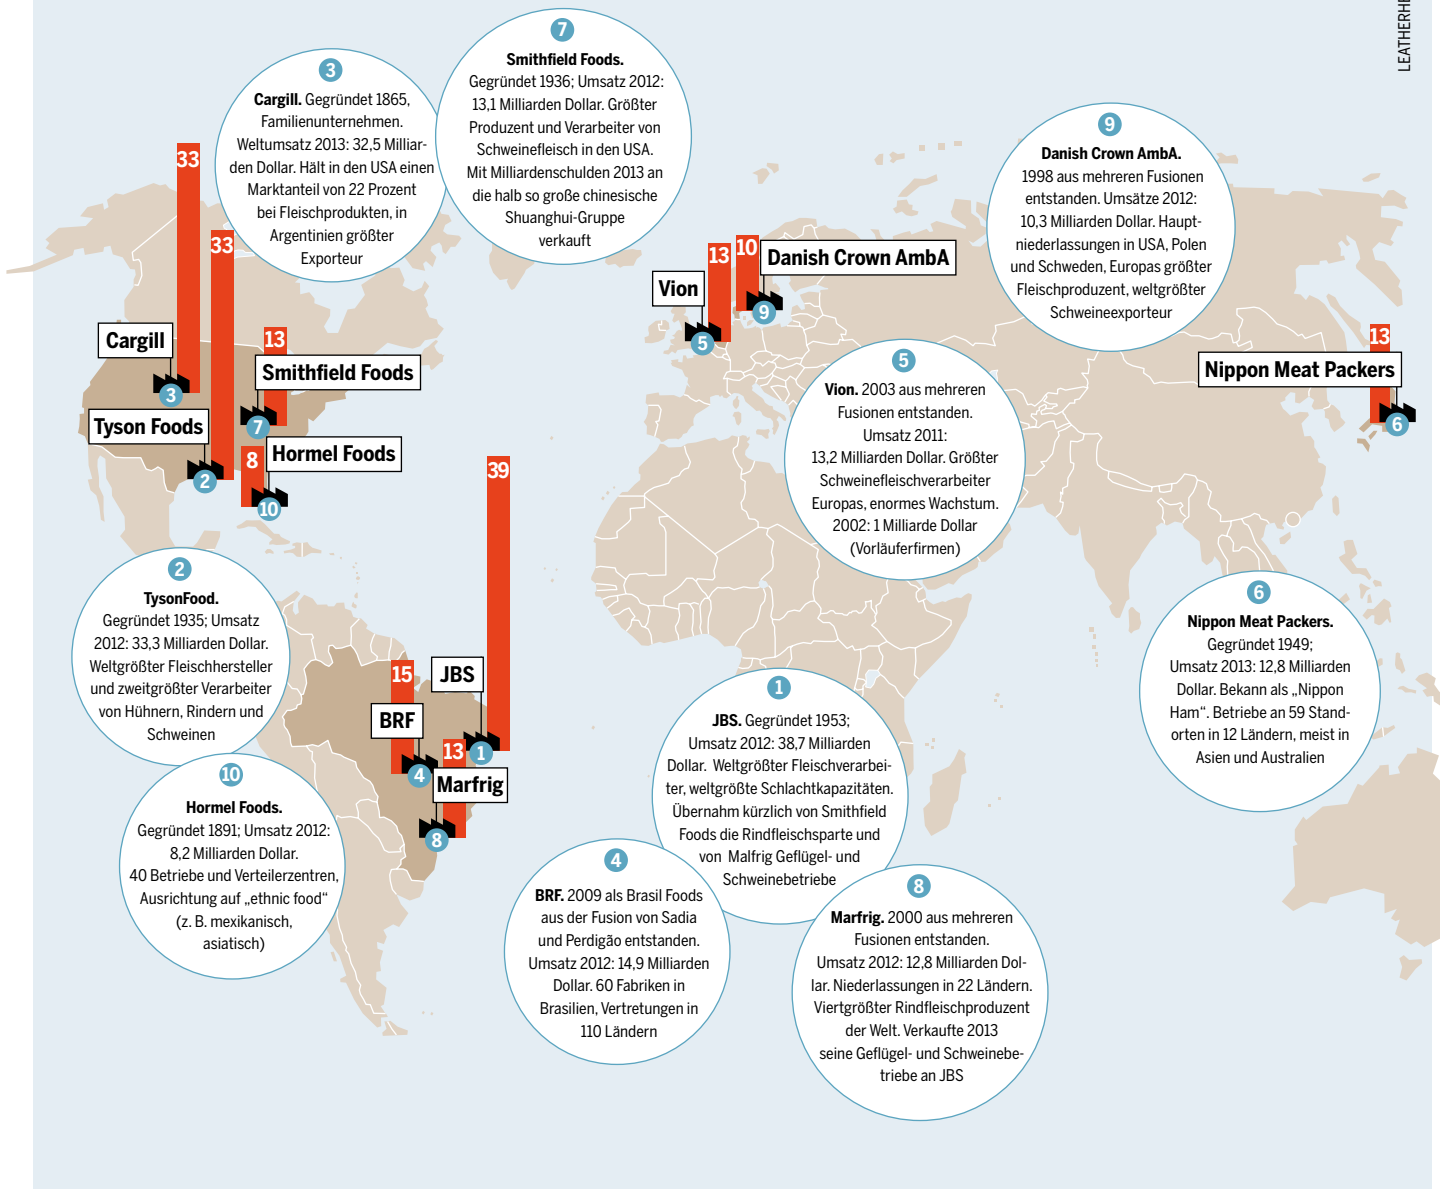 LEATHERHE
7
Smithfield Foods.
Gegründet 1936; Umsatz 2012:
13,1 Milliarden Dollar. Größter
Produzent und Verarbeiter von
Schweinefleisch in den USA.
Mit Milliardenschulden 2013 an
die halb so große chinesische
Shuanghui-Gruppe
verkauft
3
Cargill. Gegründet 1865,
Familienunternehmen.
Weltumsatz 2013: 32,5 Milliar-
den Dollar. Hält in den USA einen
Marktanteil von 22 Prozent
bei Fleischprodukten, in
Argentinien größter
Exporteur
9
Danish Crown AmbA.
1998 aus mehreren Fusionen
entstanden. Umsätze 2012:
10,3 Milliarden Dollar. Haupt-
niederlassungen in USA, Polen
und Schweden, Europas größter
Fleischproduzent, weltgrößter
Schweineexporteur
33
Cargill
3
33
Tyson Foods
2
13
Smithfield Foods
7
8
Hormel Foods
10
13
Vion
5
10
Danish Crown AmbA
9
13
Nippon Meat Packers
6
5
Vion. 2003 aus mehreren
Fusionen entstanden.
Umsatz 2011:
13,2 Milliarden Dollar. Größter
Schweinefleischverarbeiter
Europas, enormes Wachstum.
2002: 1 Milliarde Dollar
(Vorläuferfirmen)
39
JBS
1
15
BRF
4
13
Marfrig
8
2
TysonFood.
Gegründet 1935; Umsatz
2012: 33,3 Milliarden Dollar.
Weltgrößter Fleischhersteller
und zweitgrößter Verarbeiter
von Hühnern, Rindern und
Schweinen
6
Nippon Meat Packers.
Gegründet 1949;
Umsatz 2013: 12,8 Milliarden
Dollar. Bekann als „Nippon
Ham“. Betriebe an 59 Stand-
orten in 12 Ländern, meist in
Asien und Australien
1
JBS. Gegründet 1953;
Umsatz 2012: 38,7 Milliarden
Dollar. Weltgrößter Fleischverarbei-
ter, weltgrößte Schlachtkapazitäten.
Übernahm kürzlich von Smithfield
Foods die Rindfleischsparte und
von Malfrig Geflügel- und
Schweinebetriebe
10
Hormel Foods.
Gegründet 1891; Umsatz 2012:
8,2 Milliarden Dollar.
40 Betriebe und Verteilerzentren,
Ausrichtung auf „ethnic food“
(z. B. mexikanisch,
asiatisch)
4
BRF. 2009 als Brasil Foods
aus der Fusion von Sadia
und Perdigão entstanden.
Umsatz 2012: 14,9 Milliarden
Dollar. 60 Fabriken in
Brasilien, Vertretungen in
110 Ländern
8
Marfrig. 2000 aus mehreren
Fusionen entstanden.
Umsatz 2012: 12,8 Milliarden Dol-
lar. Niederlassungen in 22 Ländern.
Viertgrößter Rindfleischproduzent
der Welt. Verkaufte 2013
seine Geflügel- und Schweinebe-
triebe an JBS